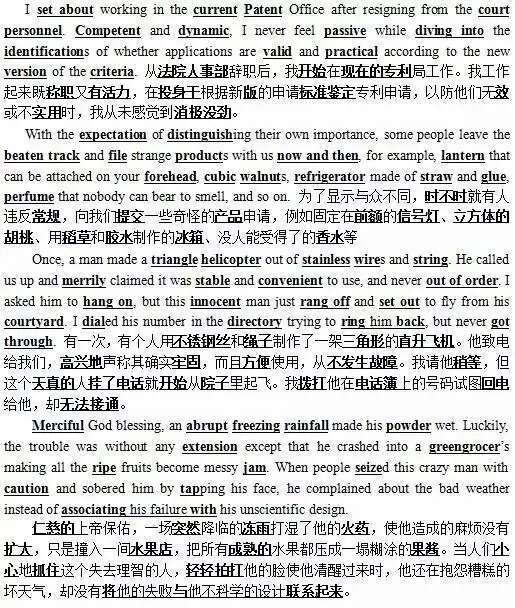 I set about working in the current Patent Office after resigning from the court
personnel. Competent and dynamic, I never feel passive while diving into the
identifications of whether applications are valid and practical according to the new
version of the criteria. 从法院人事部辞职后，我开始在现在的专利局工作。我工作
起来既称职又有活力，在投身于根据新版的申请标准鉴定专利申请，以防他们无效
或不实用时，我从未感觉到消极没劲。
With the expectation of distinguishing their own importance, some people leave the
beaten track and file strange products with us now and then, for example, lantern that
can be attached on your forehead, cubic walnuts, refrigerator made of straw and glue,
perfume that nobody can bear to smell, and so on. 为了显示与众不同，时不时就有人
违反常规，向我们提交一些奇怪的产品申请，例如固定在前额的信号灯、立方体的
胡桃、用稻草和胶水制作的冰箱、没人能受得了的香水等
Once, a man made a triangle helicopter out of stainless wires and string. He called
us up and merrily claimed it was stable and convenient to use, and never out of order. I
asked him to hang on, but this innocent man just rang off and set out to fly from his
courtyard. I dialed his number in the directory trying to ring him back, but never got
through. 有一次，有个人用不锈钢丝和绳子制作了一架三角形的直升飞机。他致电
给我们，高兴地声称其确实牢固，而且方便使用，从不发生故障。我请他稍等，但
这个天真的人挂了电话就开始从院子里起飞。我拨打他在电话簿上的号码试图回电
给他，却无法接通。
Merciful God blessing, an abrupt freezing rainfall made his powder wet. Luckily,
the trouble was without any extension except that he crashed into a greengrocer’s
making all the ripe fruits become messy jam. When people seized this crazy man with
caution and sobered him by tapping his face, he complained about the bad weather
instead of associating his failure with his unscientific design.
仁慈的上帝保佑，一场突然降临的冻雨打湿了他的火药，使他造成的麻烦没有
扩大，只是撞入一间水果店，把所有成熟的水果都压成一塌糊涂的果酱。当人们小
心地抓住这个失去理智的人，轻轻拍打他的脸使他清醒过来时，他还在抱怨糟糕的
坏天气，却没有将他的失败与他不科学的设计联系起来。